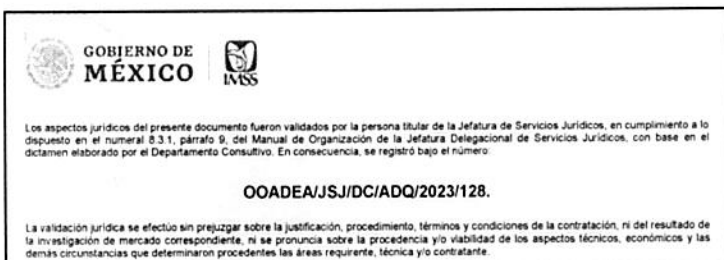 GOBIERNO DE
MÉXICO
IMSS
Los aspectos jurídicos del presente documento fueron validados por la persona titular de la Jefatura de Servicios Jurídicos, en cumplimiento a lo
dispuesto en el numeral 8.3.1, párrafo 9, del Manual de Organización de la Jefatura Delegacional de Servicios Jurídicos, con base en el
dictamen elaborado por el Departamento Consultivo. En consecuencia, se registró bajo el número:
OOADEA/JSJ/DC/ADQ/2023/128.
La validación jurídica se efectúo sin prejuzgar sobre la justificación, procedimiento, términos y condiciones de la contratación, ni del resultado de
la investigación de mercado correspondiente, ni se pronuncia sobre la procedencia y/o viabilidad de los aspectos técnicos, económicos y las
demás circunstancias que determinaron procedentes las áreas requirente, técnica y/o contratante.